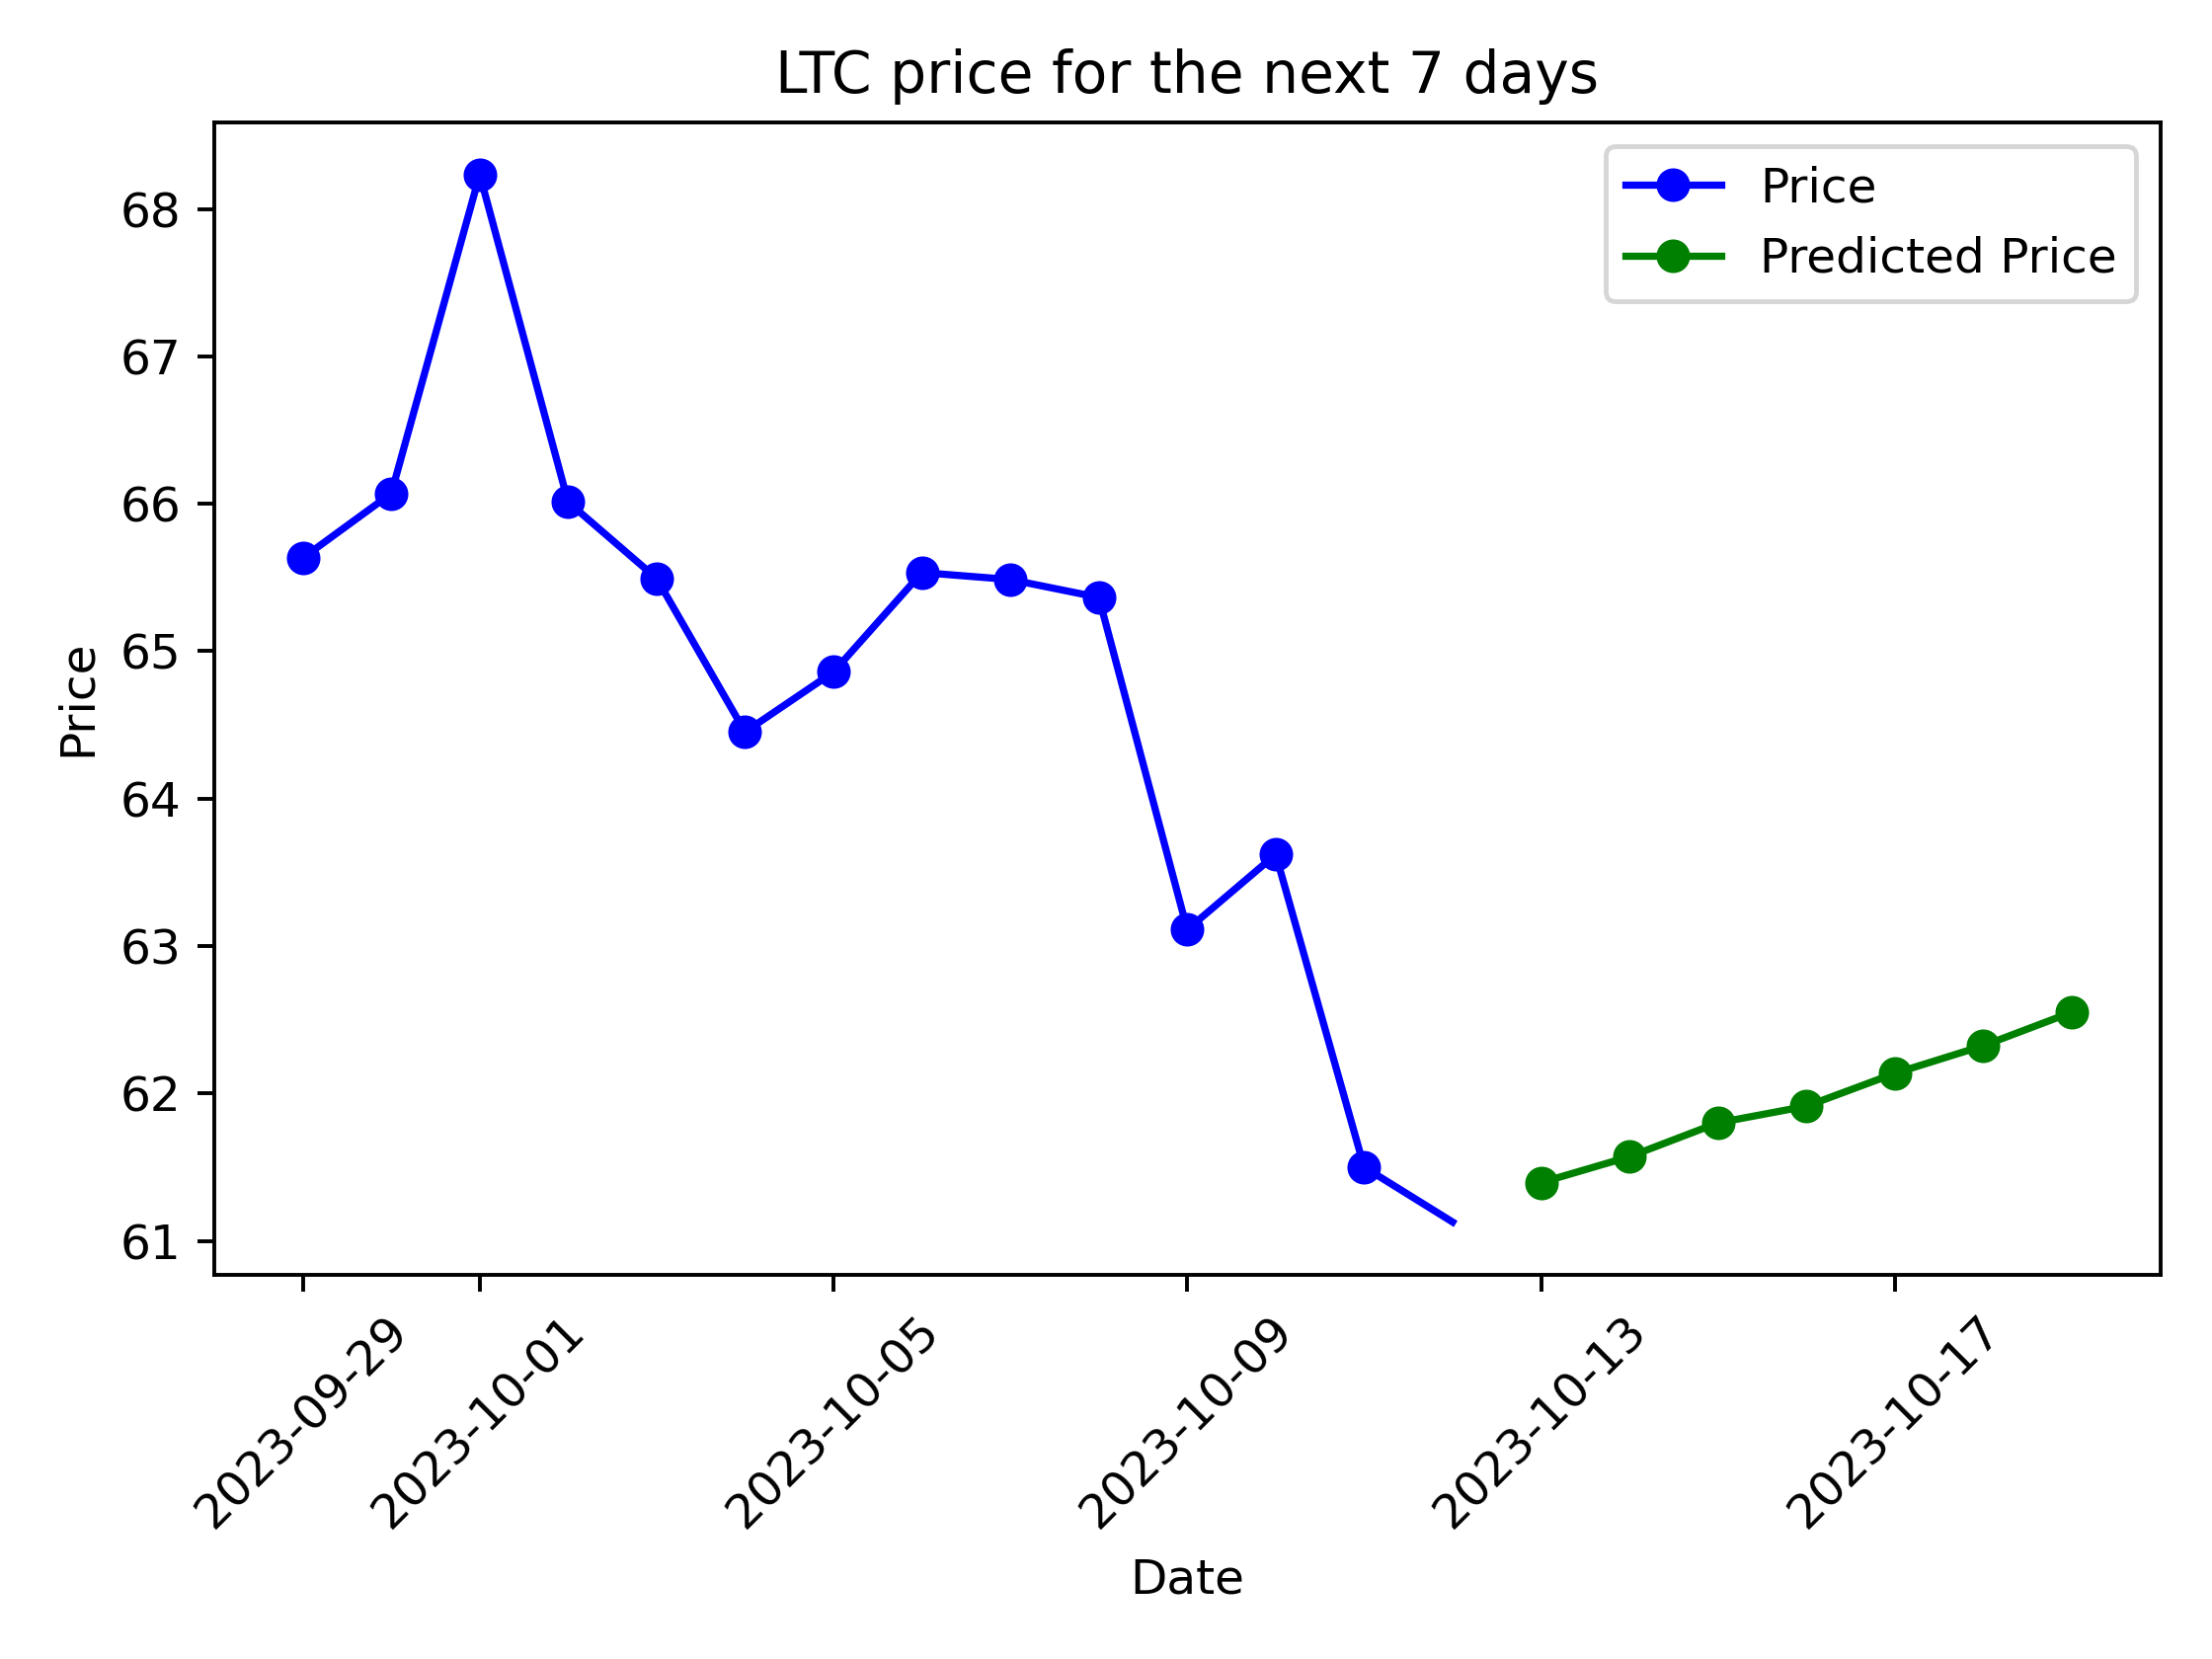 LTC price for the next 7 days
Price
Predicted Price
68
67
66
65
64
63
62
61
Price
2023-09-29
2023-10-01
2023-10-05
2023-10-09
2023-10-13
2023-10-17
Date